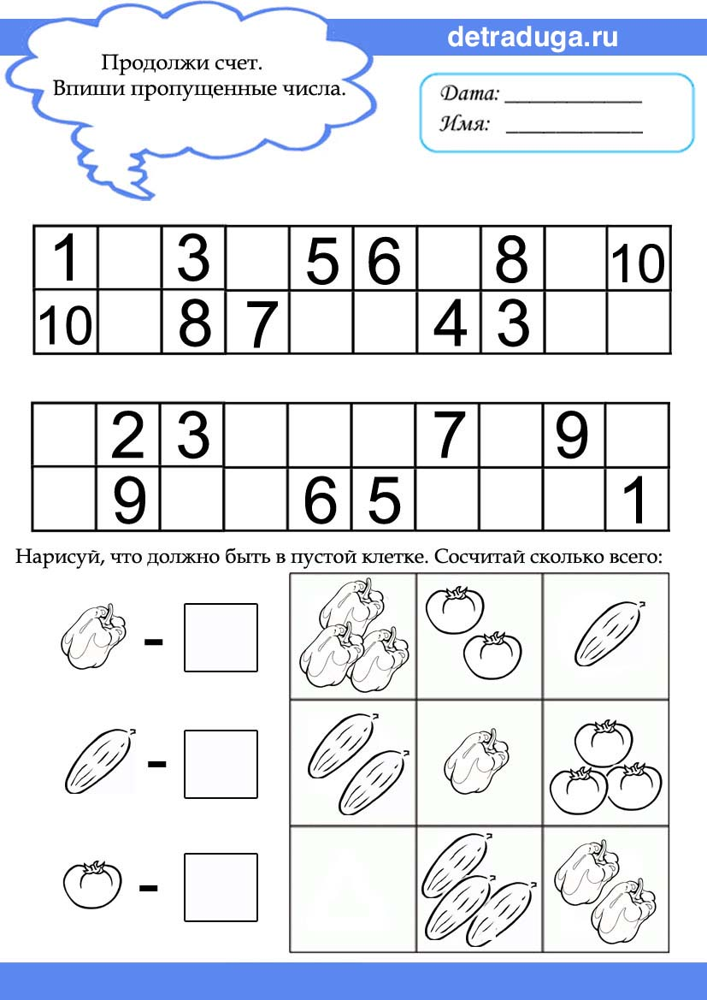 detraduga.ru
Продолжи счет.
Впиши пропущенные числа.
Дата: ____________
Имя: ____________
1 3 5 6 8 10
10 8 7 4 3
2 3 7 9
9 6 5 1
Нарисуй, что должно быть в пустой клетке. Сосчитай сколько всего:
-
-
-